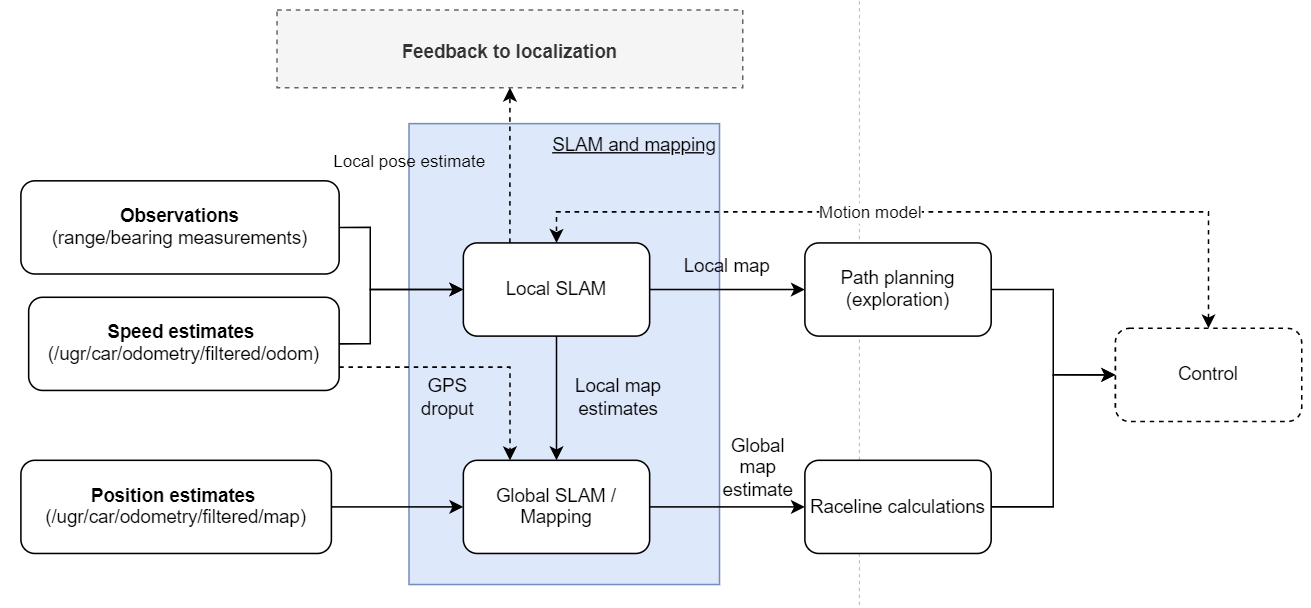 Feedback to localization
SLAM and mapping
Local pose estimate
Observations
(range/bearing measurements)
Motion model
Local SLAM
Local map
Path planning
(exploration)
Speed estimates
(/ugr/car/odometry/filtered/odom)
Control
GPS
droput
Local map
estimates
Global
map
estimate
Position estimates
(/ugr/car/odometry/filtered/map)
Global SLAM /
Mapping
Raceline calculations